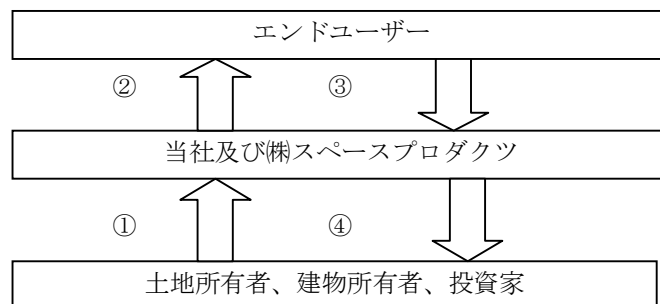 エンドユーザー
② ③
当社及び㈱スペースプロダクツ
① ④
土地所有者、建物所有者、投資家